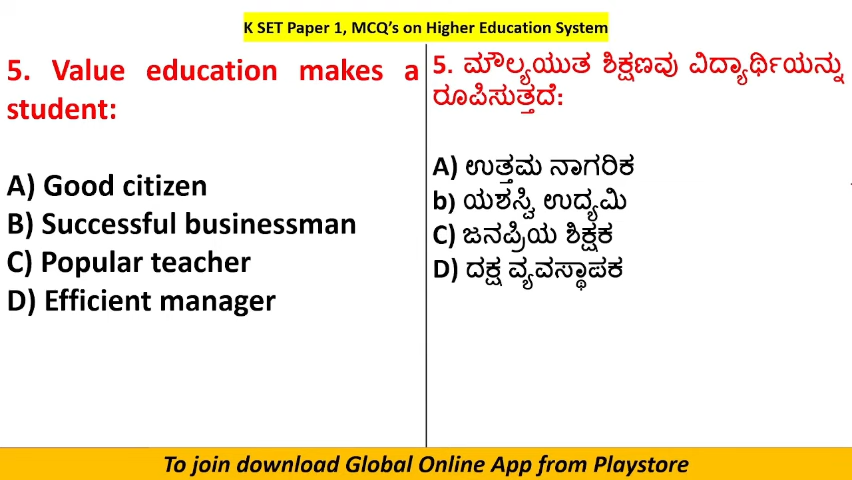 K SET Paper 1, MCQ’s on Higher Education System
5. Value education makes a
student:
A) Good citizen
B) Successful businessman
C) Popular teacher
D) Efficient manager
5. ಮೌಲ್ಯಯುತ ಶಿಕ್ಷಣವು ವಿದ್ಯಾರ್ಥಿಯನ್ನು
ರೂಪಿಸುತ್ತದೆ:
A) ಉತ್ತಮ ನಾಗರಿಕ
b) ಯಶಸ್ವಿ ಉದ್ಯಮಿ
C) ಜನಪ್ರಿಯ ಶಿಕ್ಷಕ
D) ದಕ್ಷ ವ್ಯವಸ್ಥಾಪಕ
To join download Global Online App from Playstore